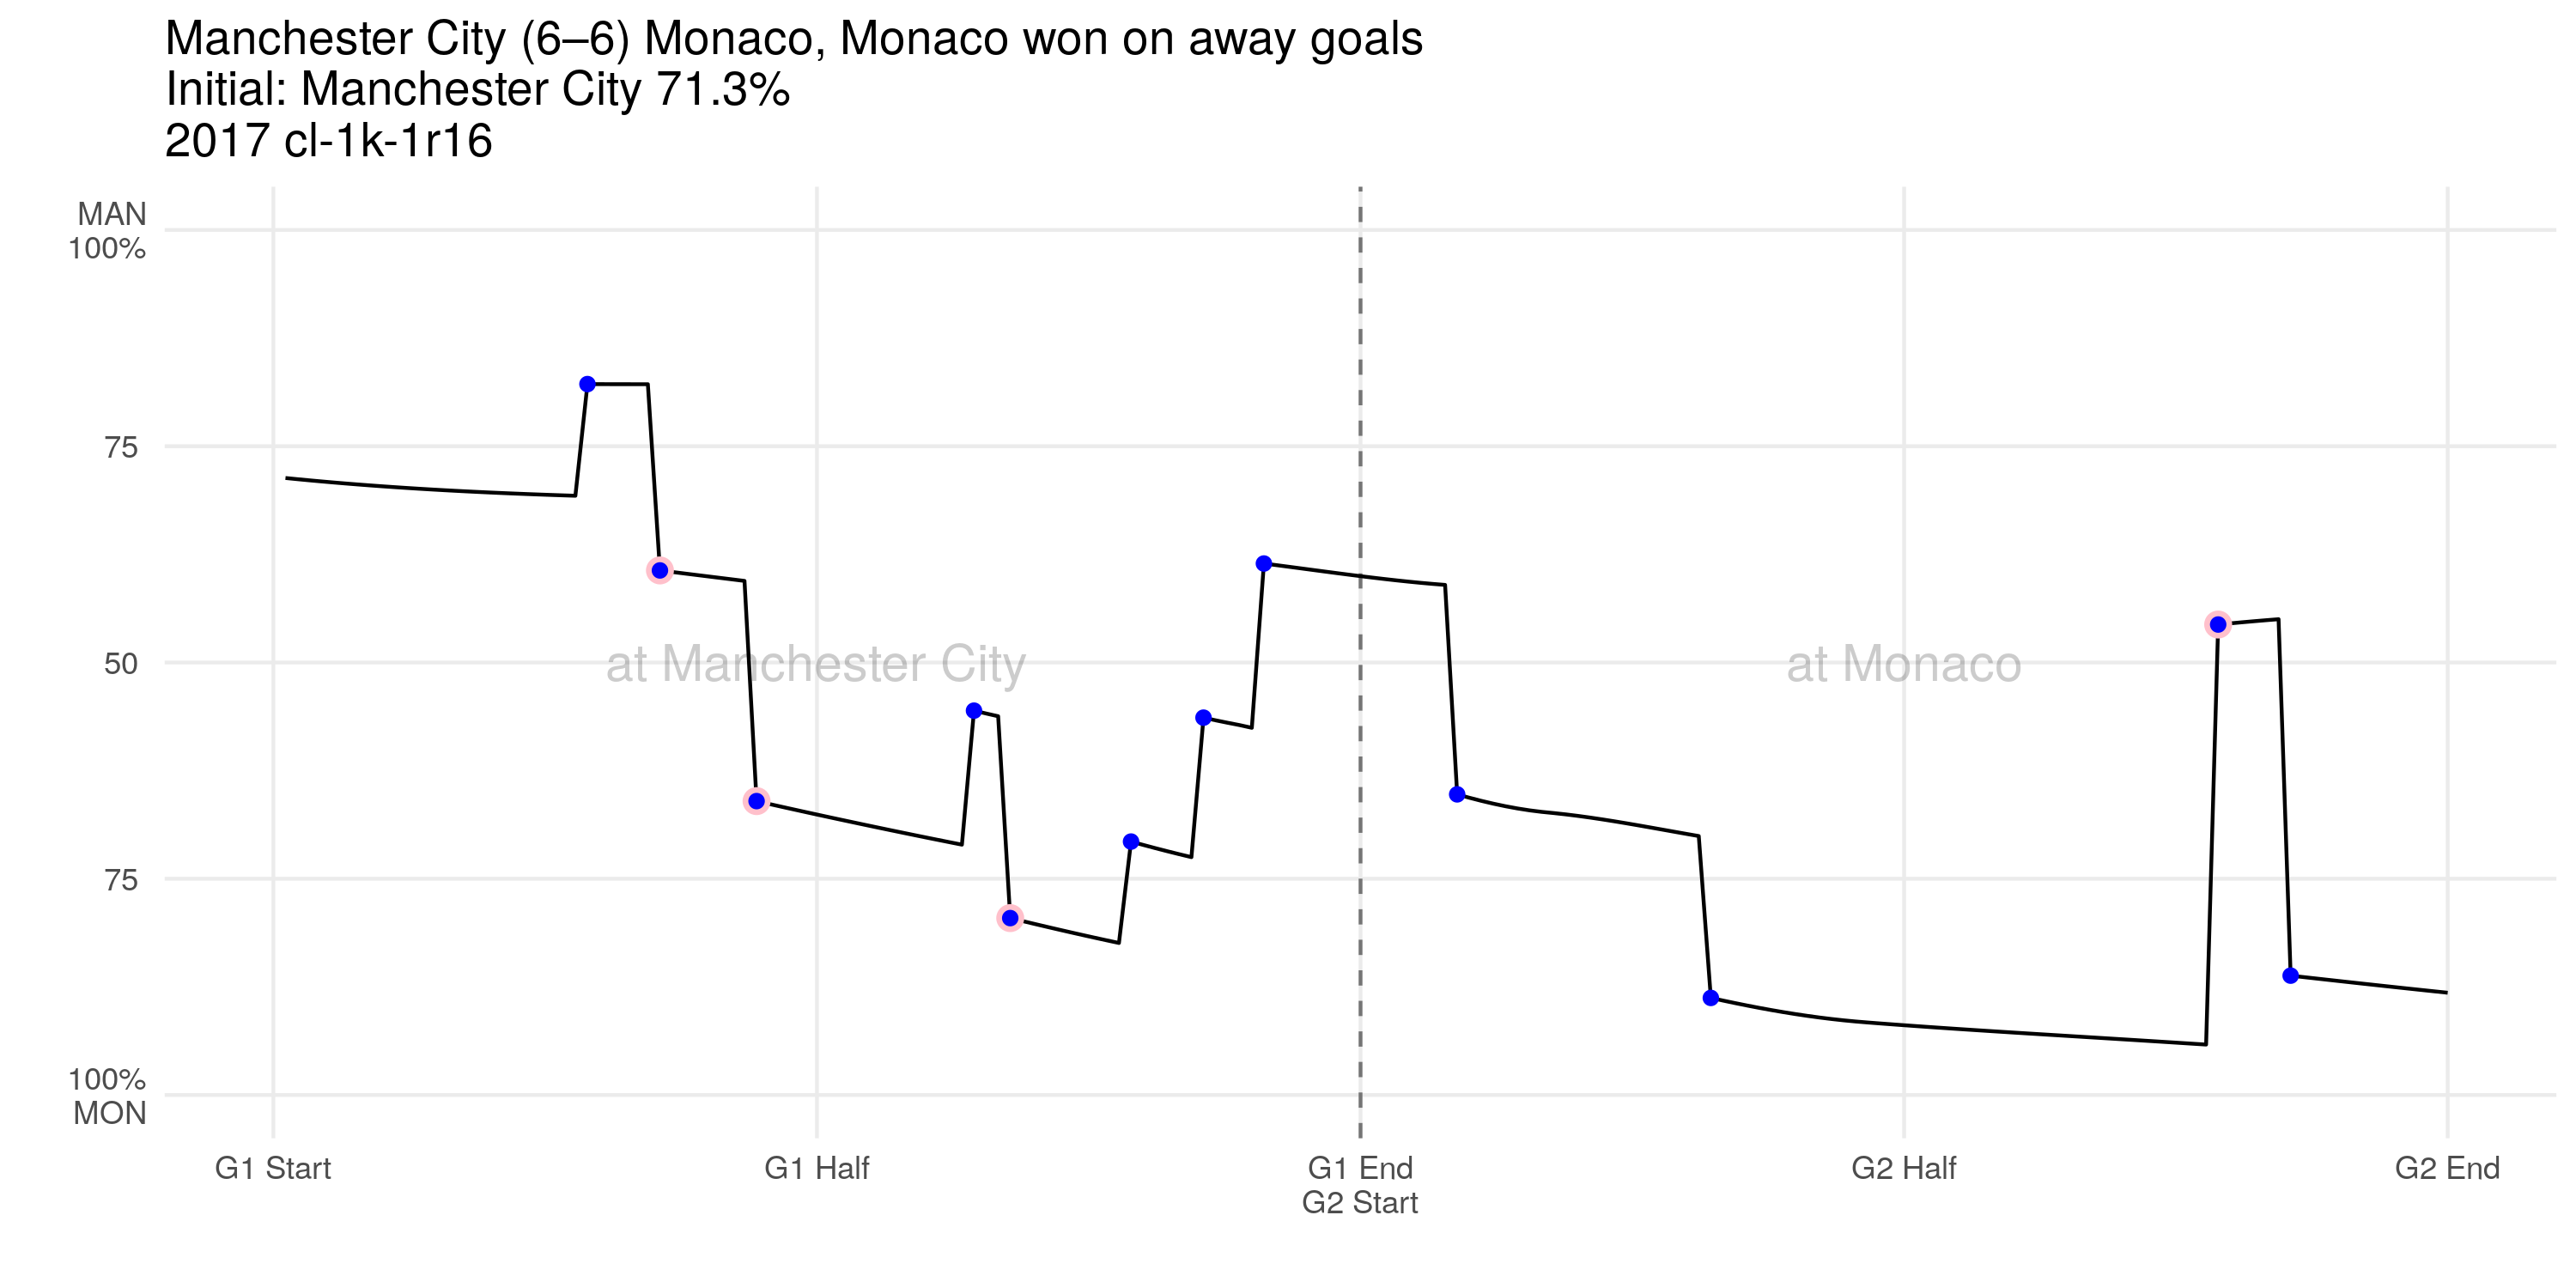 Manchester City (6–6) Monaco, Monaco won on away goals
Initial: Manchester City 71.3%
2017 cl-1k-1r16
MAN
100%
75
50
75
100%
MON
at Manchester City
at Monaco
G1 Start
G1 Half
G1 End
G2 Start
G2 Half
G2 End